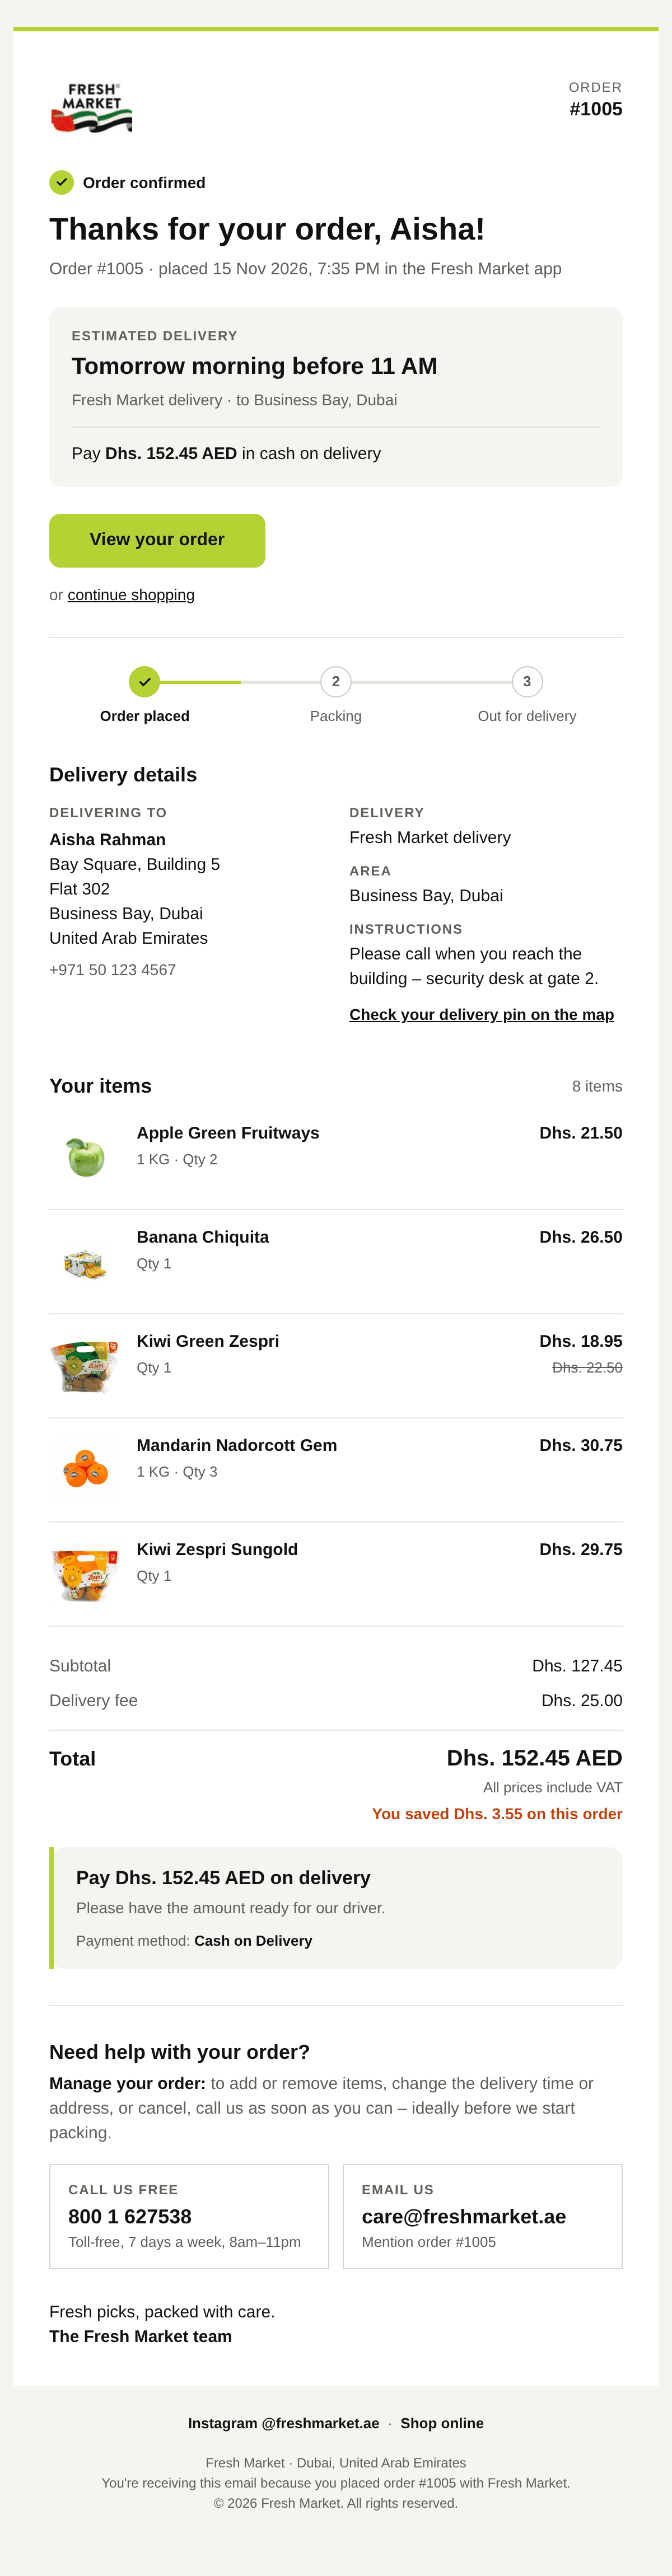 FRESH
MARKET
ORDER
#1005
Order confirmed
Thanks for your order, Aisha!
Order #1005 · placed 15 Nov 2026, 7:35 PM in the Fresh Market app
ESTIMATED DELIVERY
Tomorrow morning before 11 AM
Fresh Market delivery · to Business Bay, Dubai
Pay Dhs. 152.45 AED in cash on delivery
View your order
or continue shopping
2
3
Order placed
Packing
Out for delivery
Delivery details
DELIVERING TO
Aisha Rahman
Bay Square, Building 5
Flat 302
Business Bay, Dubai
United Arab Emirates
+971 50 123 4567
DELIVERY
Fresh Market delivery
AREA
Business Bay, Dubai
INSTRUCTIONS
Please call when you reach the
building – security desk at gate 2.
Check your delivery pin on the map
Your items
8 items
Apple Green Fruitways
Dhs. 21.50
1 KG · Qty 2
Banana Chiquita
Dhs. 26.50
Qty 1
Kiwi Green Zespri
Dhs. 18.95
Qty 1
Dhs. 22.50
Mandarin Nadorcott Gem
Dhs. 30.75
1 KG · Qty 3
Kiwi Zespri Sungold
Dhs. 29.75
Qty 1
Subtotal
Dhs. 127.45
Delivery fee
Dhs. 25.00
Total
Dhs. 152.45 AED
All prices include VAT
You saved Dhs. 3.55 on this order
Pay Dhs. 152.45 AED on delivery
Please have the amount ready for our driver.
Payment method: Cash on Delivery
Need help with your order?
Manage your order: to add or remove items, change the delivery time or
address, or cancel, call us as soon as you can – ideally before we start
packing.
CALL US FREE
800 1 627538
Toll-free, 7 days a week, 8am–11pm
EMAIL US
care@freshmarket.ae
Mention order #1005
Fresh picks, packed with care.
The Fresh Market team
Instagram @freshmarket.ae · Shop online
Fresh Market · Dubai, United Arab Emirates
You're receiving this email because you placed order #1005 with Fresh Market.
© 2026 Fresh Market. All rights reserved.